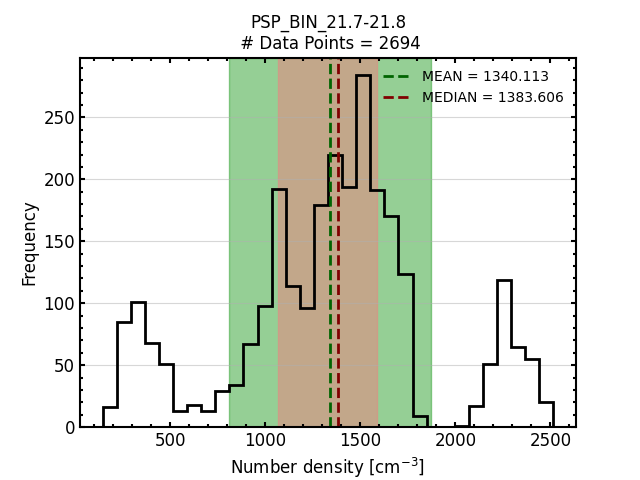 PSP_BIN_21.7-21.8
# Data Points = 2694
MEAN = 1340.113
MEDIAN = 1383.606
250
200
150
100
50
0
Frequency
500 1000 1500 2000 2500
Number density [cm⁻³]